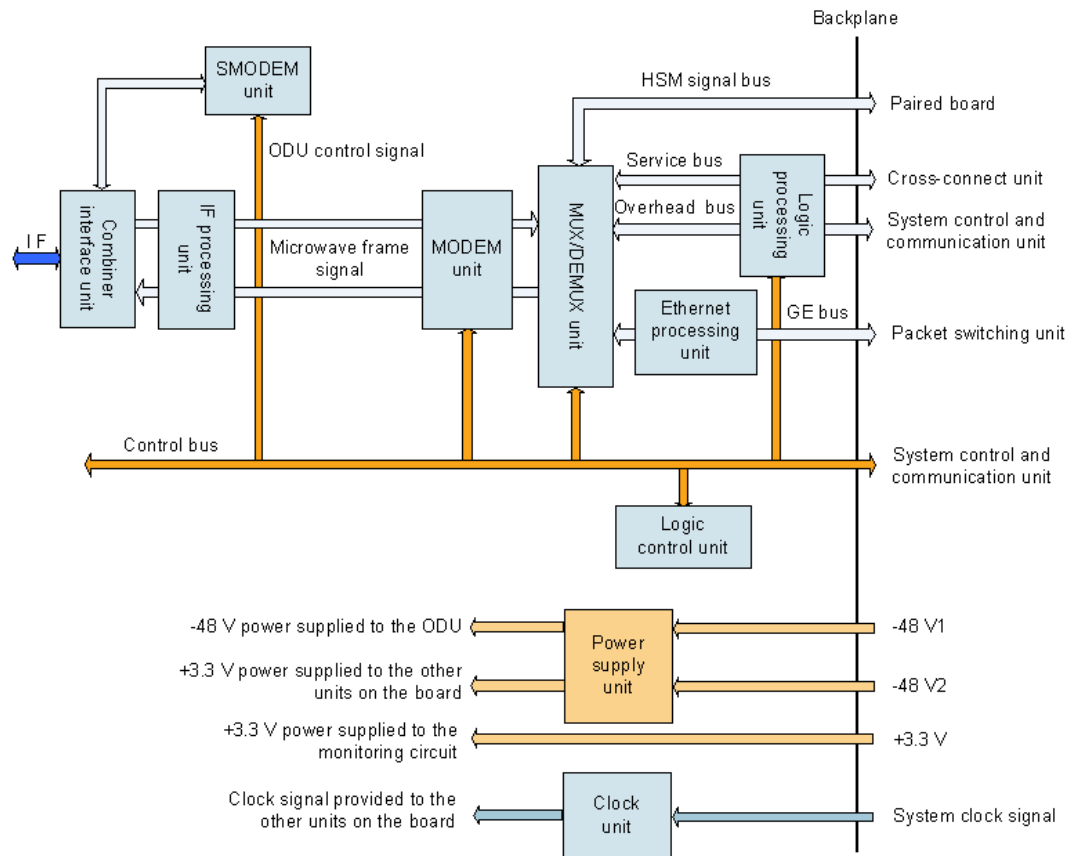 Backplane
SMODEM
unit
HSM signal bus
Paired board
ODU control signal
Service bus
Cross-connect unit
Overhead bus
System control and
communication unit
IF
Combiner
interface unit
IF processing
unit
Microwave frame
signal
MODEM
unit
MUX/DEMUX unit
Logic
processing
unit
Ethernet
processing
unit
GE bus
Packet switching unit
Control bus
System control and
communication unit
Logic
control unit
-48 V power supplied to the ODU
Power
supply
unit
-48 V1
+3.3 V power supplied to the other
units on the board
-48 V2
+3.3 V power supplied to the
monitoring circuit
+3.3 V
Clock signal provided to the
other units on the board
Clock
unit
System clock signal